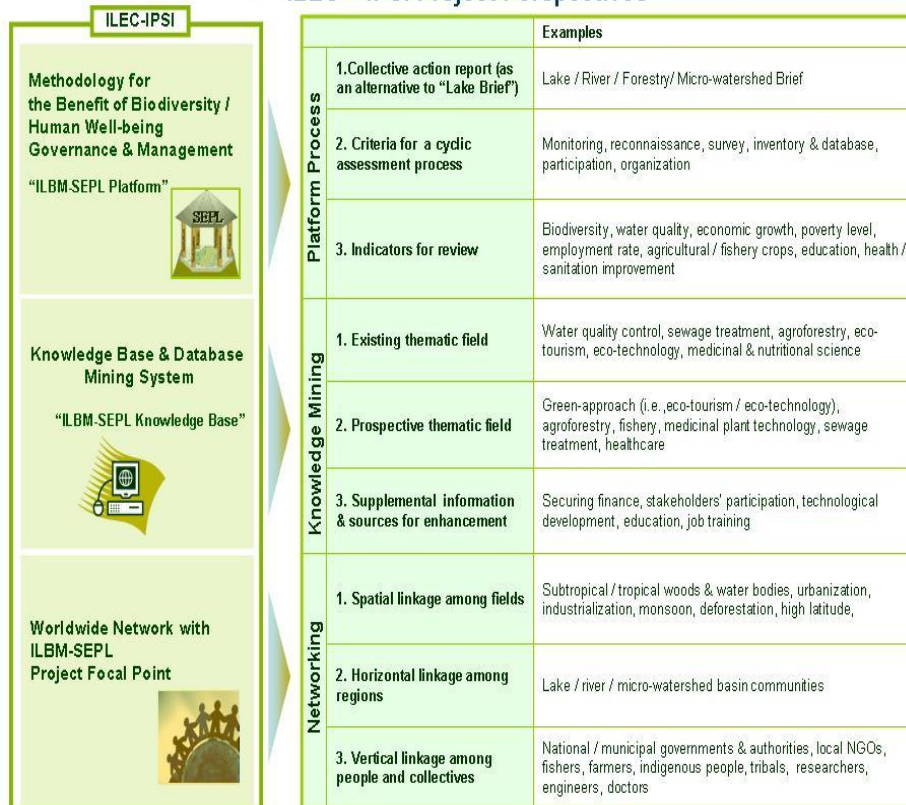 ILEC-IPSI
Methodology for
the Benefit of Biodiversity /
Human Well-being
Governance & Management
“ILBM-SEPL Platform”
SEPL
Knowledge Base & Database
Mining System
“ILBM-SEPL Knowledge Base”
Worldwide Network with
ILBM-SEPL
Project Focal Point
Examples
Platform Process
1.Collective action report (as
an alternative to “Lake Brief”)
Lake / River / Forestry/ Micro-watershed Brief
2. Criteria for a cyclic
assessment process
Monitoring, reconnaissance, survey, inventory & database,
participation, organization
3. Indicators for review
Biodiversity, water quality, economic growth, poverty level,
employment rate, agricultural / fishery crops, education, health /
sanitation improvement
Knowledge Mining
1. Existing thematic field
Water quality control, sewage treatment, agroforestry, eco-
tourism, eco-technology, medicinal & nutritional science
2. Prospective thematic field
Green-approach (i.e.,eco-tourism / eco-technology),
agroforestry, fishery, medicinal plant technology, sewage
treatment, healthcare
3. Supplemental information
& sources for enhancement
Securing finance, stakeholders' participation, technological
development, education, job training
Networking
1. Spatial linkage among fields
Subtropical / tropical woods & water bodies, urbanization,
industrialization, monsoon, deforestation, high latitude,
2. Horizontal linkage among
regions
Lake / river / micro-watershed basin communities
3. Vertical linkage among
people and collectives
National / municipal governments & authorities, local NGOs,
fishers, farmers, indigenous people, tribals, researchers,
engineers, doctors